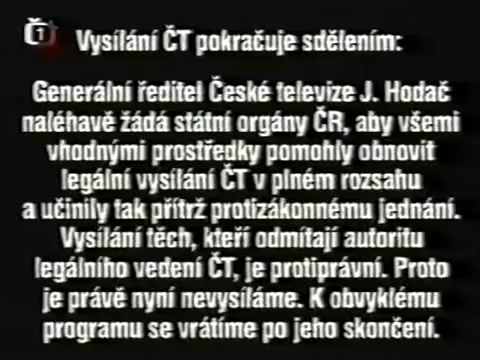 Č1
Vysílání ČT pokračuje sdělením:
Generální ředitel České televize J. Hodač
naléhavě žádá státní orgány ČR, aby všemi
vhodnými prostředky pomohly obnovit
legální vysílání ČT v plném rozsahu
a učinily tak přítrž protizákonnému jednání.
Vysílání těch, kteří odmítají autoritu
legálního vedení ČT, je protiprávní. Proto
je právě nyní nevysíláme. K obvyklému
programu se vrátíme po jeho skončení.